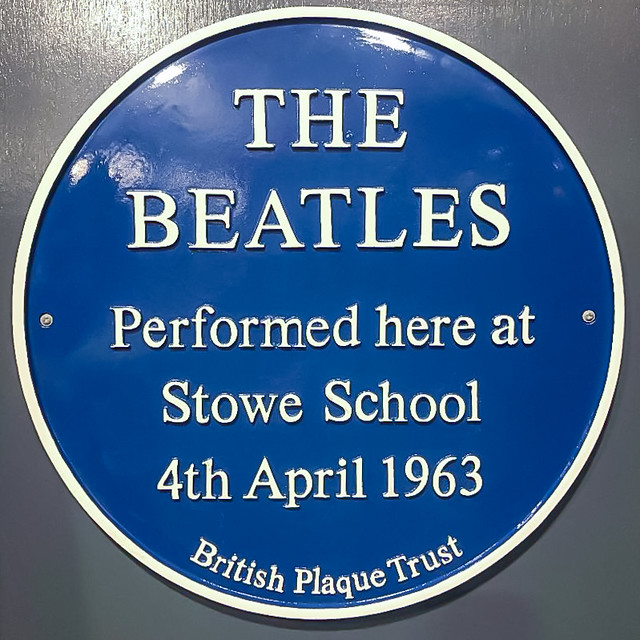 THE
BEATLES
Performed here at
Stowe School
4th April 1963
British Plaque Trust